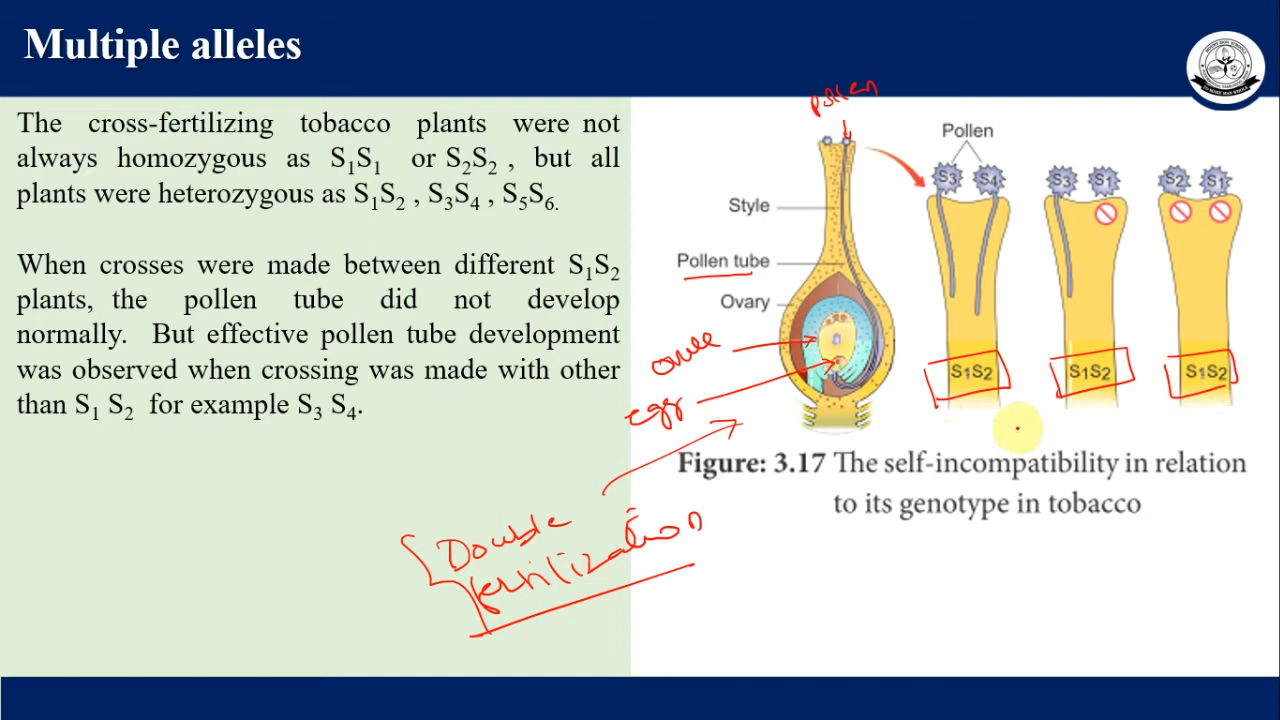 Multiple alleles
The cross-fertilizing tobacco plants were not
always homozygous as S₁S₁ or S₂S₂ , but all
plants were heterozygous as S₁S₂ , S₃S₄ , S₅S₆.
When crosses were made between different S₁S₂
plants, the pollen tube did not develop
normally. But effective pollen tube development
was observed when crossing was made with other
than S₁ S₂ for example S₃ S₄.
pollen
Pollen
S₃ S₄ S₃ S₁ S₂ S₁
Style
Pollen tube
Ovary
ovule
egg
S₁S₂ S₁S₂ S₁S₂
Figure: 3.17 The self-incompatibility in relation
to its genotype in tobacco
Double
fertilization